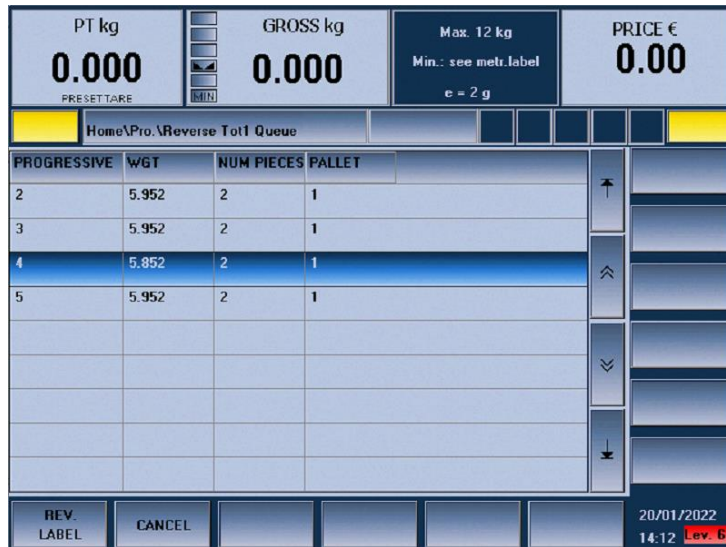 PT kg
0.000
PRESET TARE
MIN
GROSS kg
0.000
Max. 12 kg
Min.: see metr.label
e = 2 g
PRICE €
0.00
Home\Pro.\Reverse Tot1 Queue
PROGRESSIVE WGT NUM PIECES PALLET
2 5.952 2 1
3 5.952 2 1
4 5.852 2 1
5 5.952 2 1
REV.
LABEL
CANCEL
20/01/2022
14:12 Lev. 6